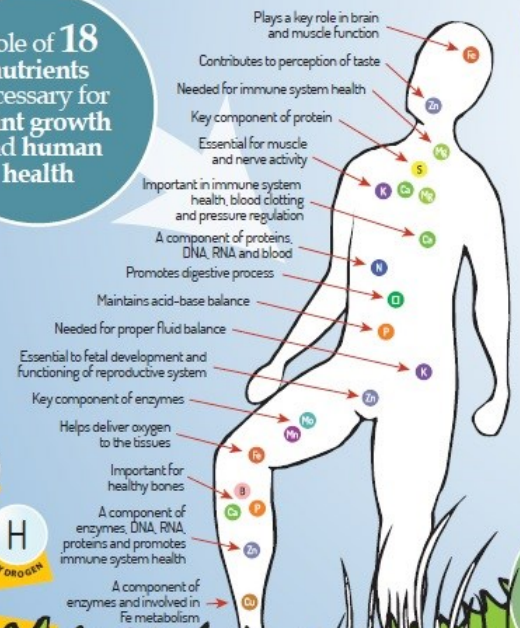 ole of 18
utrients
cessary for
nt growth
d human
health
Plays a key role in brain
and muscle function
Fe
Contributes to perception of taste
Zn
Needed for immune system health
Mg
Key component of protein
S
Essential for muscle
and nerve activity
K Ca Mg
Important in immune system
health, blood clotting
and pressure regulation
Ca
A component of proteins,
DNA, RNA and blood
N
Promotes digestive process
Cl
Maintains acid-base balance
P
Needed for proper fluid balance
K
Essential to fetal development and
functioning of reproductive system
Zn
Key component of enzymes
Mo
Mn
Helps deliver oxygen
to the tissues
Fe
Important for
healthy bones
B
Ca P
A component of
enzymes, DNA, RNA,
proteins and promotes
immune system health
Zn
A component of
enzymes and involved in
Fe metabolism
Cu
H
YDROGEN